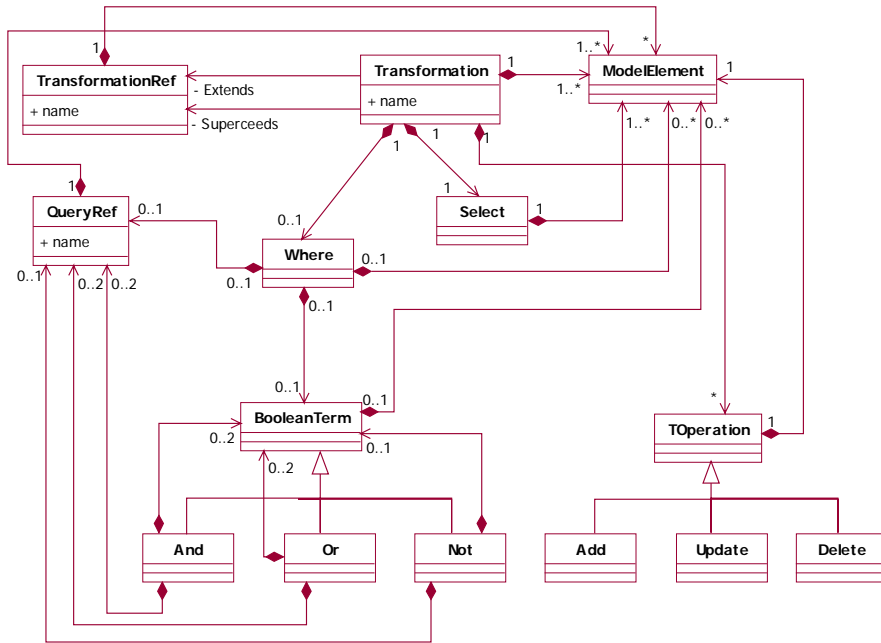 1
1..*
*
TransformationRef
+ name
Transformation
+ name
1
1..*
ModelElement
1
- Extends
- Superceeds
1
1
1
1..*
0..*
0..*
1
QueryRef
+ name
0..1
0..1
1
Select
1
0..1
Where
0..1
0..1
0..1
0..2
0..2
0..1
0..1
BooleanTerm
0..1
0..2
0..2
0..1
*
TOperation
1
And
Or
Not
Add
Update
Delete